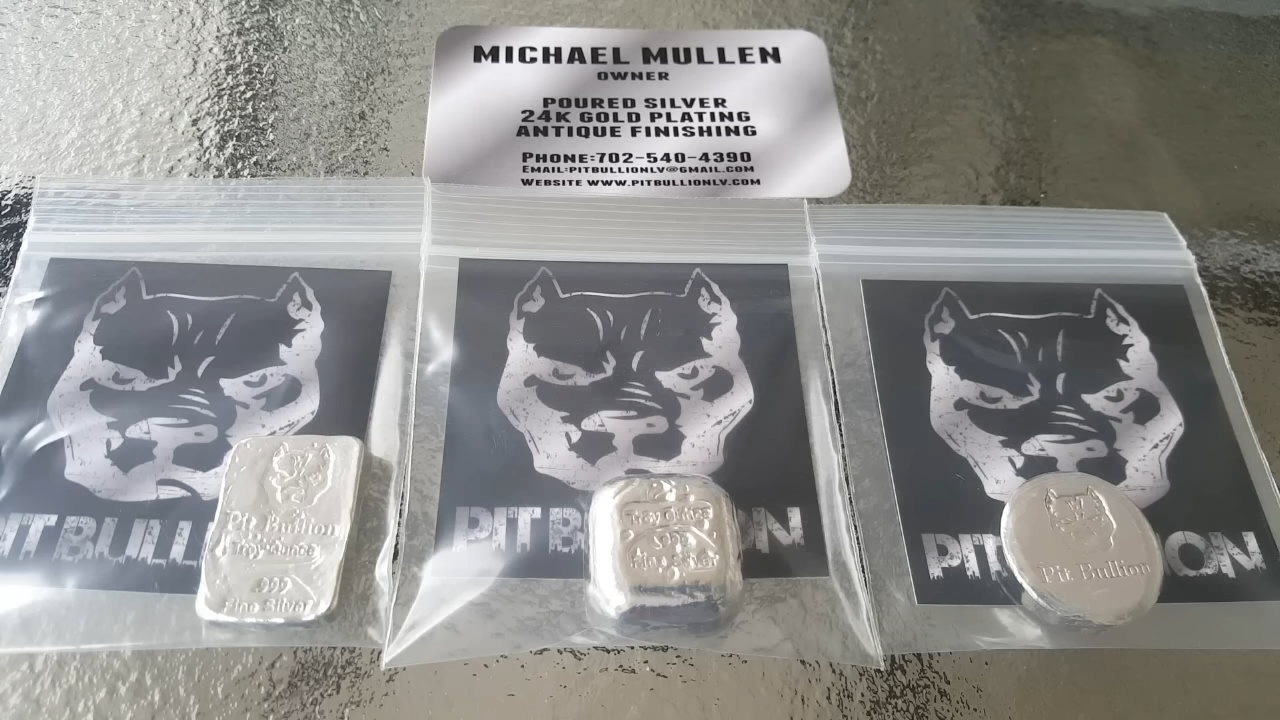 MICHAEL MULLEN
OWNER
POURED SILVER
24K GOLD PLATING
ANTIQUE FINISHING
PHONE:702-540-4390
EMAIL:PITBULLIONLV@GMAIL.COM
WEBSITE WWW.PITBULLIONLV.COM
PIT BULL
Pit Bullion
Troy Ounce
.999
Fine Silver
PIT B ON
Troy Ounce
.999
Fine Silver
PIT ION
Pit Bullion